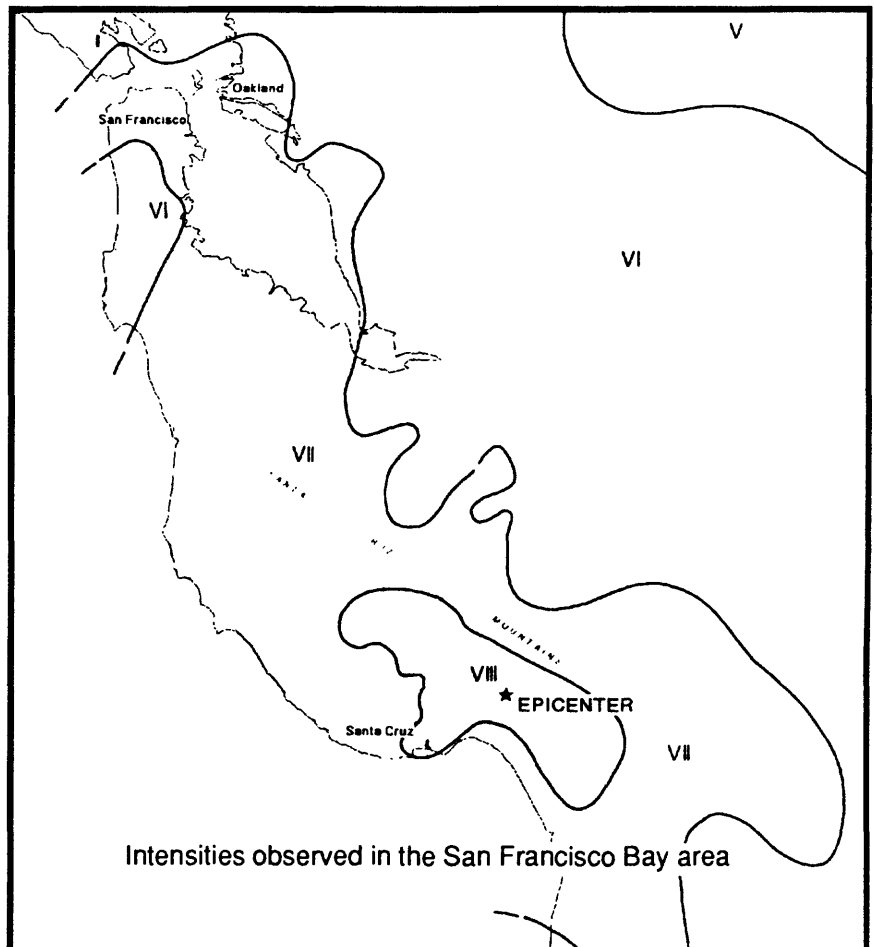 V
Oakland
San Francisco
VI
VI
VII
MOUNTAINS
VIII
EPICENTER
Santa Cruz
VII
Intensities observed in the San Francisco Bay area